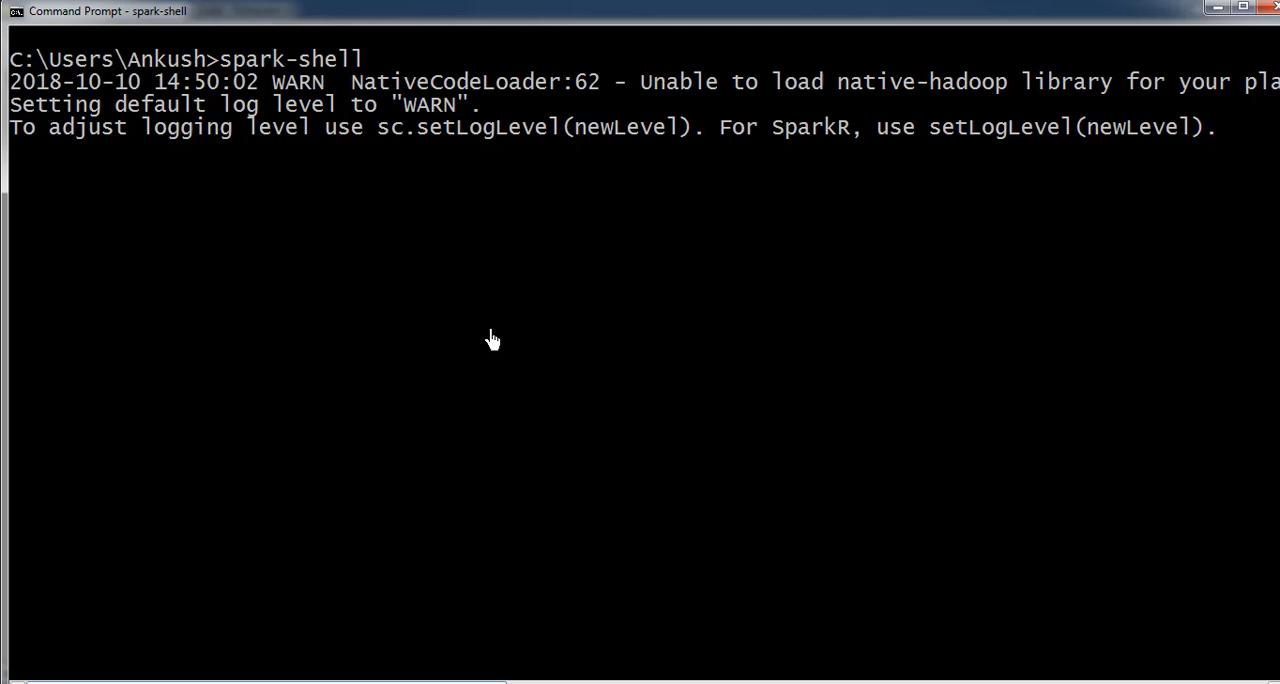 Command Prompt - spark-shell
C:\Users\Ankush>spark-shell
2018-10-10 14:50:02 WARN  NativeCodeLoader:62 - Unable to load native-hadoop library for your pla
Setting default log level to "WARN".
To adjust logging level use sc.setLogLevel(newLevel). For SparkR, use setLogLevel(newLevel).